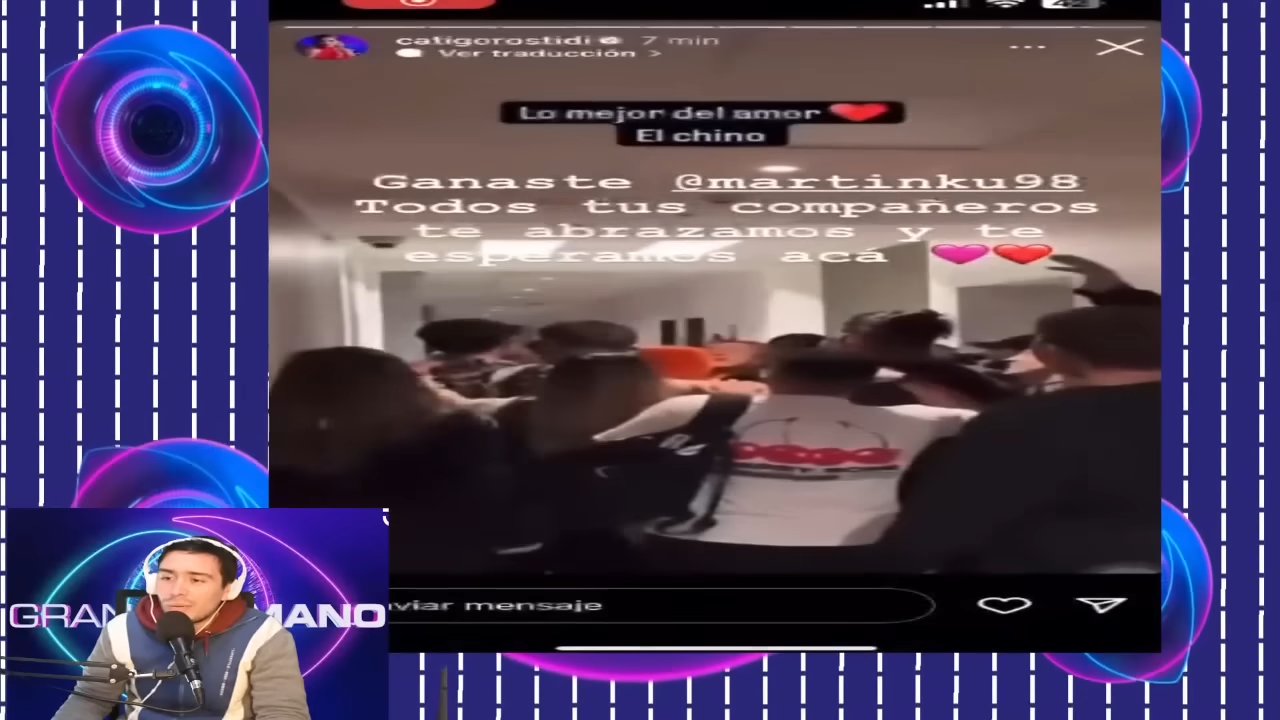 42
catigorostidi 7 min
Ver traducción >
Lo mejor del amor
El chino
Ganaste @martinku98
Todos tus compañeros
te abrazamos y te
esperamos acá
viar mensaje
GRAN MANO